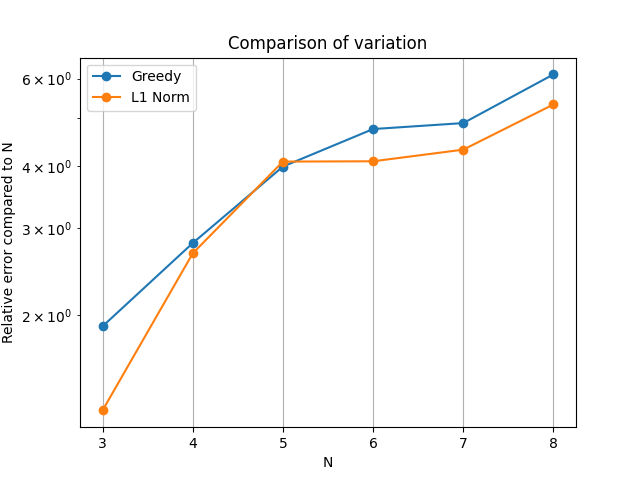 Comparison of variation
Greedy
L1 Norm
Relative error compared to N
6 × 10⁰
4 × 10⁰
3 × 10⁰
2 × 10⁰
3 4 5 6 7 8
N